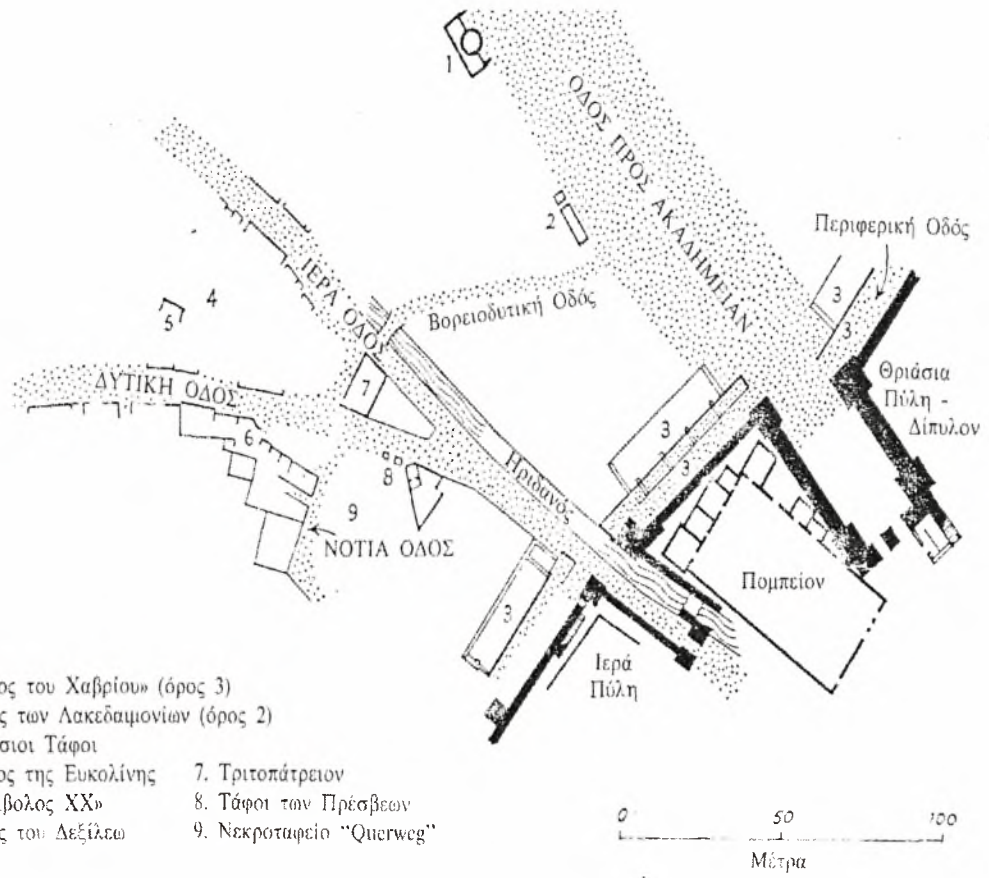 1
ΟΔΟΣ ΠΡΟΣ ΑΚΑΔΗΜΕΙΑΝ
2
Περιφερική Οδός
3
3
ΙΕΡΑ ΟΔΟΣ
4
5
Βορειοδυτική Οδός
Θριάσια
Πύλη -
Δίπυλον
ΔΥΤΙΚΗ ΟΔΟΣ
7
6
3
3
8
Ηριδανός
9
ΝΟΤΙΑ ΟΔΟΣ
Πομπείον
3
Ιερά
Πύλη
ος του Χαβρίου» (όρος 3)
ς των Λακεδαιμονίων (όρος 2)
σιοι Τάφοι
ος της Ευκολίνης
7. Τριτοπάτρειον
βολος ΧΧ»
8. Τάφοι των Πρέσβεων
ς του Δεξίλεω
9. Νεκροταφείο "Querweg"
0 50 100
Μέτρα